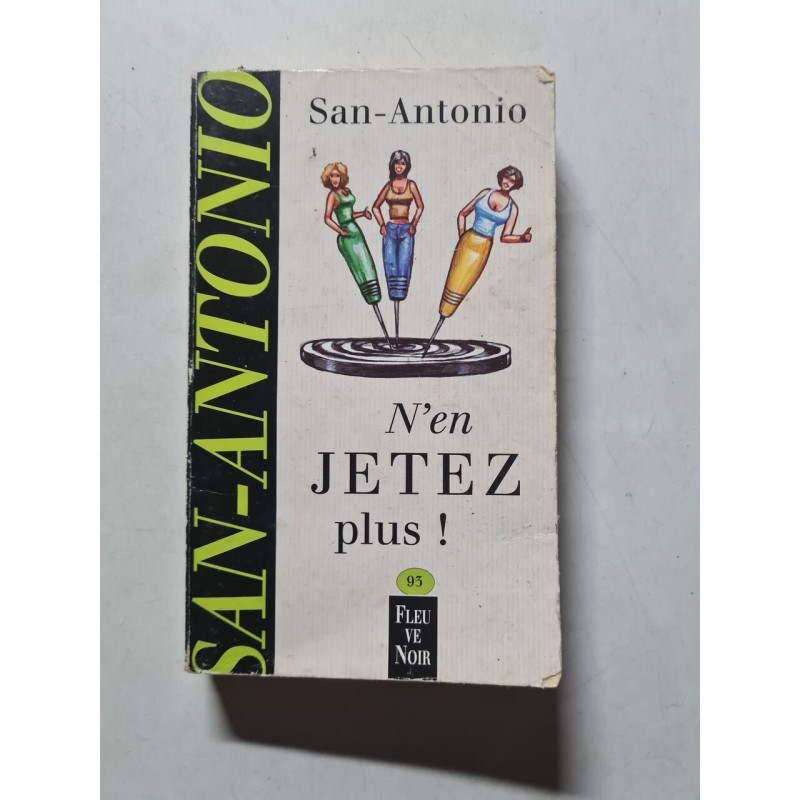 SAN-ANTONIO
San-Antonio
N'en
JETEZ
plus !
93
FLEU
VE
NOIR